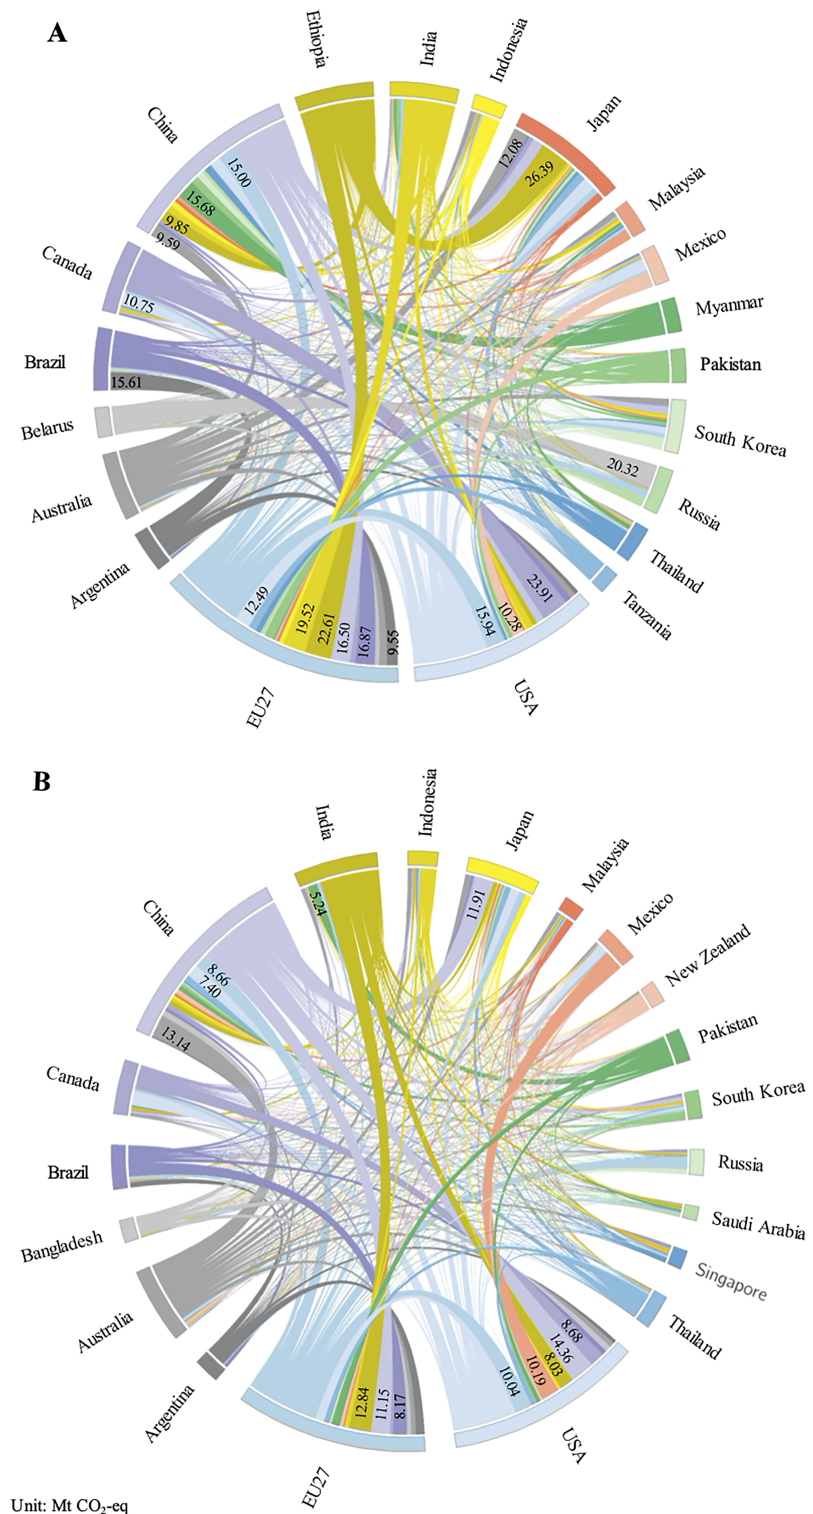 A
Ethiopia
India
Indonesia
China
Japan
12.08
26.39
15.00
15.68
9.85
9.59
Malaysia
Mexico
Canada
10.75
Myanmar
Brazil
15.61
Pakistan
Belarus
South Korea
20.32
Australia
Russia
Argentina
Thailand
Tanzania
12.49
19.52
22.61
16.50
16.87
9.55
15.94
10.28
23.91
EU27
USA
B
India
Indonesia
Japan
5.24
11.91
Malaysia
China
Mexico
8.66
7.40
13.14
New Zealand
Pakistan
Canada
South Korea
Brazil
Russia
Bangladesh
Saudi Arabia
Singapore
Australia
Thailand
Argentina
12.84
11.15
8.17
10.04
10.19
8.03
14.36
8.68
EU27
USA
Unit: Mt CO₂-eq